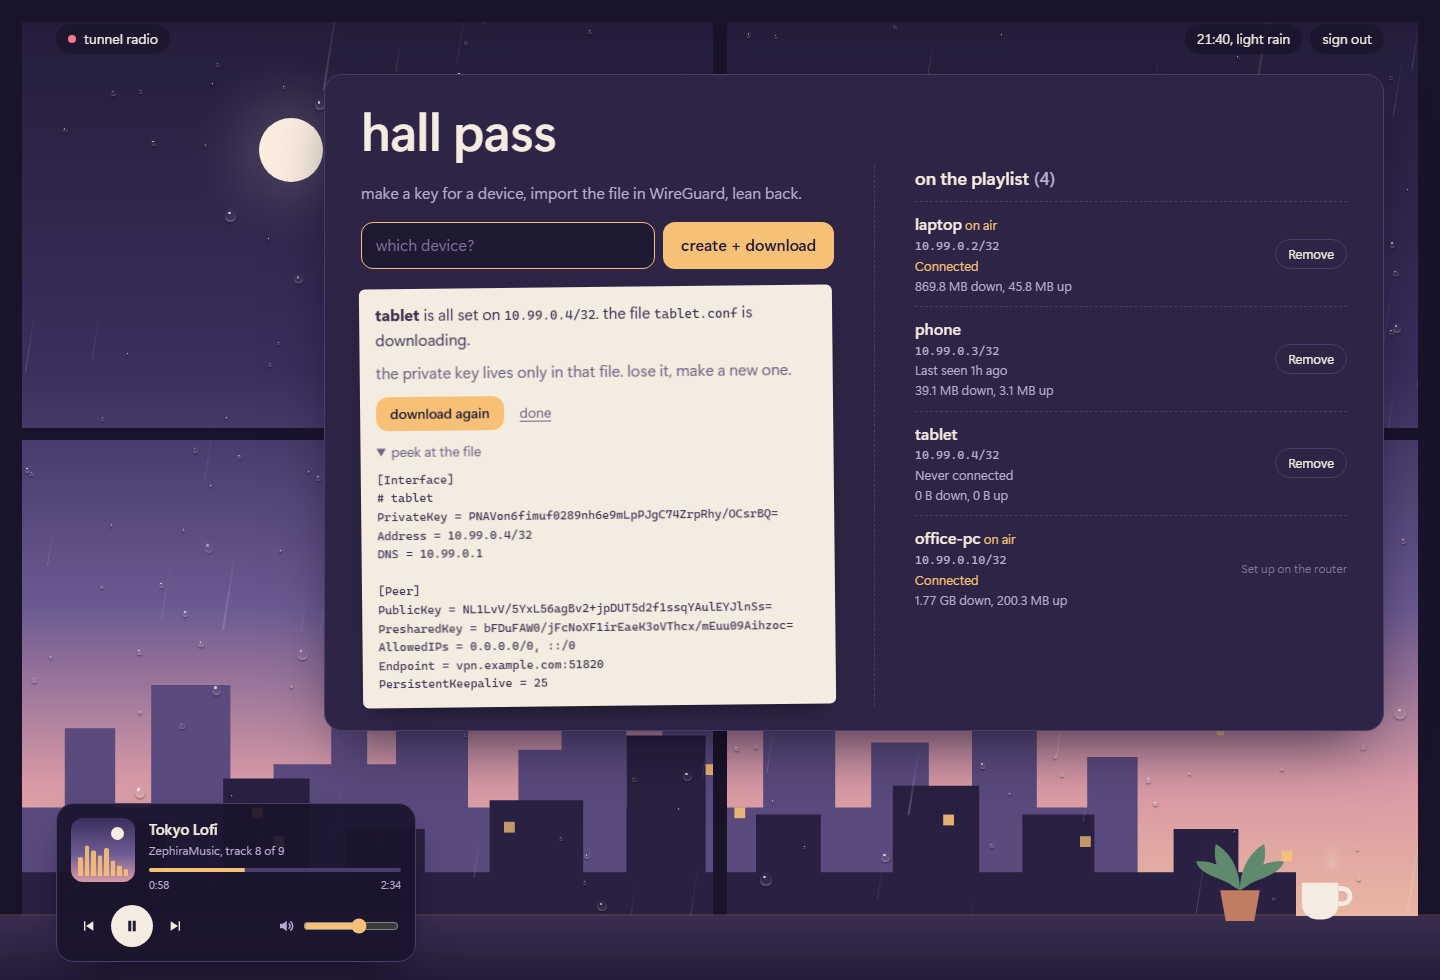 tunnel radio
21:40, light rain
sign out
hall pass
make a key for a device, import the file in WireGuard, lean back.
which device?
create + download
tablet is all set on 10.99.0.4/32. the file tablet.conf is
downloading.
the private key lives only in that file. lose it, make a new one.
download again
done
▼ peek at the file
[Interface]
# tablet
PrivateKey = PNAVon6fimuf0289nh6e9mLpPJgC74ZrpRhy/OCsrBQ=
Address = 10.99.0.4/32
DNS = 10.99.0.1
[Peer]
PublicKey = NL1LvV/5YxL56agBv2+jpDUT5d2f1ssqYAulEYJlnSs=
PresharedKey = bFDuFAW0/jFcNoXF1irEaeK3oVThcx/mEuu09Aihzoc=
AllowedIPs = 0.0.0.0/0, ::/0
Endpoint = vpn.example.com:51820
PersistentKeepalive = 25
on the playlist (4)
laptop on air
10.99.0.2/32
Connected
869.8 MB down, 45.8 MB up
Remove
phone
10.99.0.3/32
Last seen 1h ago
39.1 MB down, 3.1 MB up
Remove
tablet
10.99.0.4/32
Never connected
0 B down, 0 B up
Remove
office-pc on air
10.99.0.10/32
Connected
1.77 GB down, 200.3 MB up
Set up on the router
Tokyo Lofi
ZephiraMusic, track 8 of 9
0:58
2:34